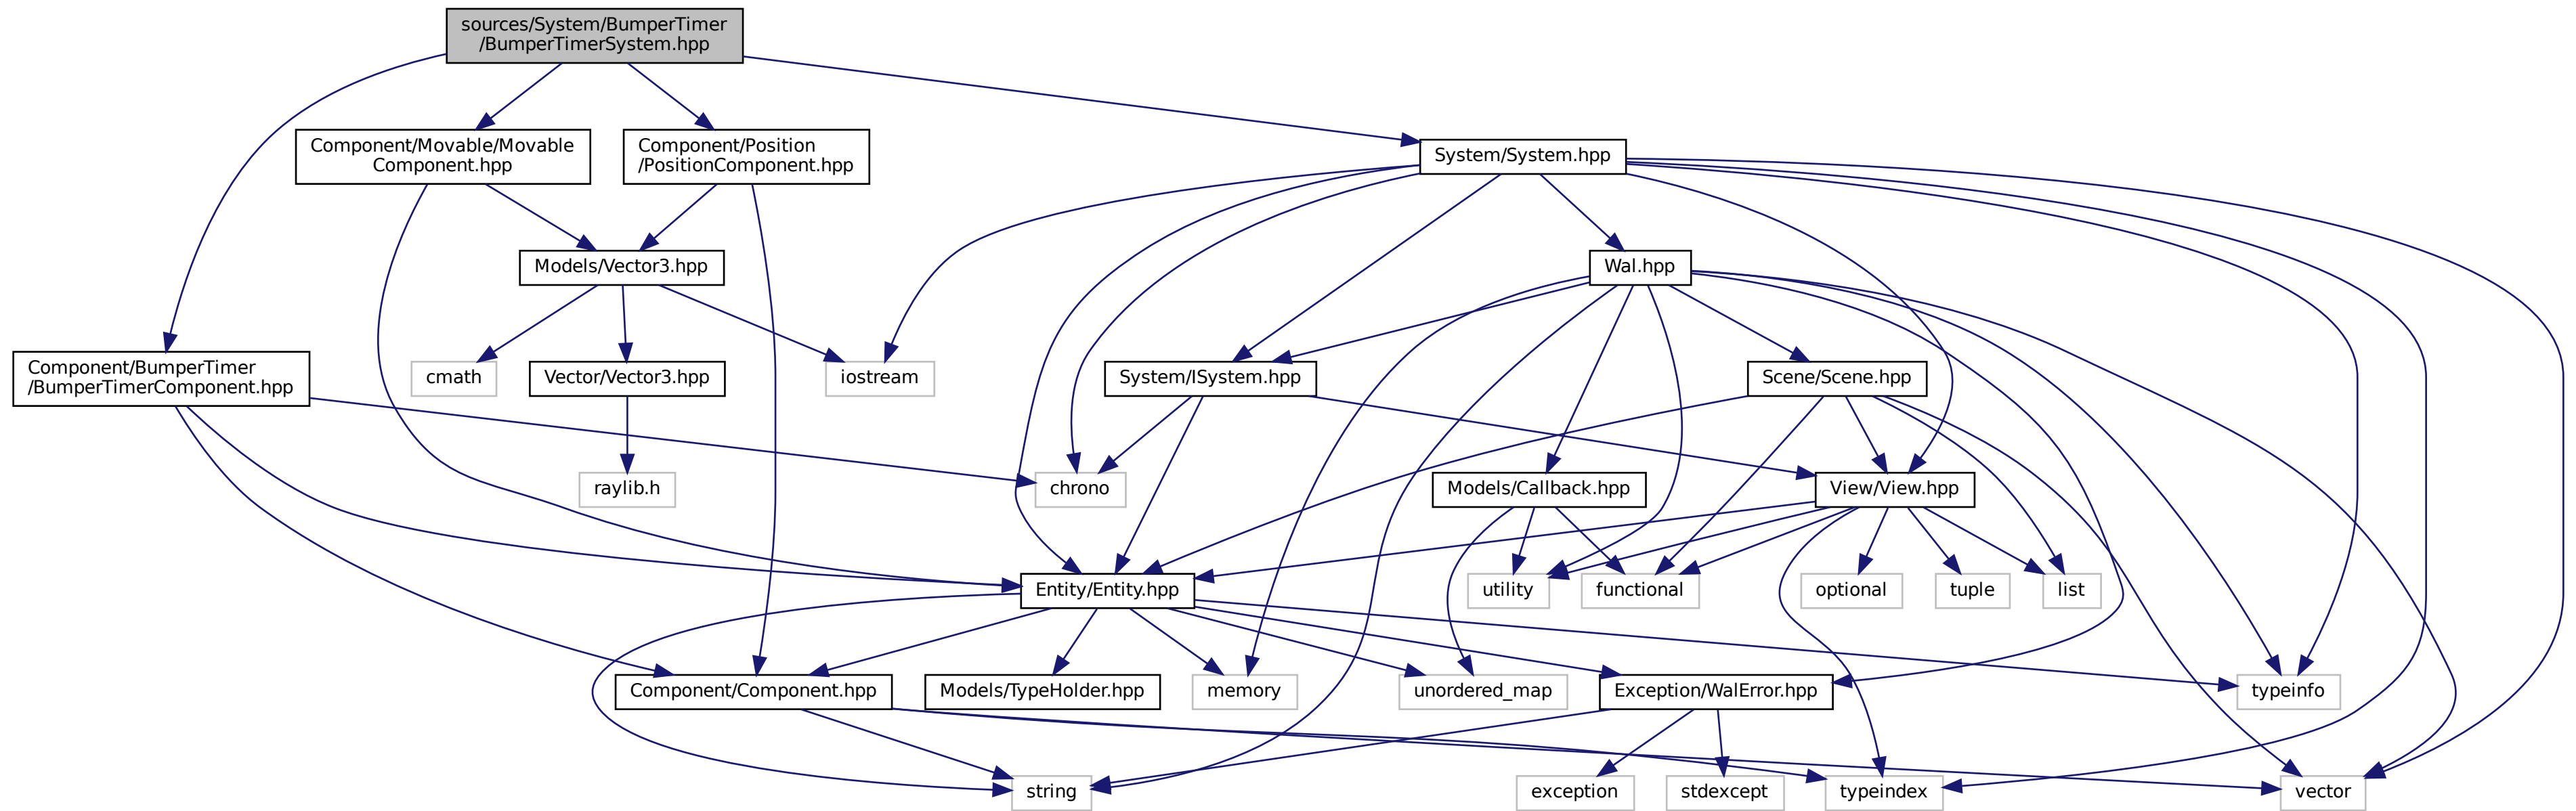 sources/System/BumperTimer
/BumperTimerSystem.hpp
Component/Movable/Movable
Component.hpp
Component/Position
/PositionComponent.hpp
System/System.hpp
Models/Vector3.hpp
Wal.hpp
Component/BumperTimer
/BumperTimerComponent.hpp
cmath
Vector/Vector3.hpp
iostream
System/ISystem.hpp
Scene/Scene.hpp
raylib.h
chrono
Models/Callback.hpp
View/View.hpp
Entity/Entity.hpp
utility
functional
optional
tuple
list
Component/Component.hpp
Models/TypeHolder.hpp
memory
unordered_map
Exception/WalError.hpp
typeinfo
string
exception
stdexcept
typeindex
vector